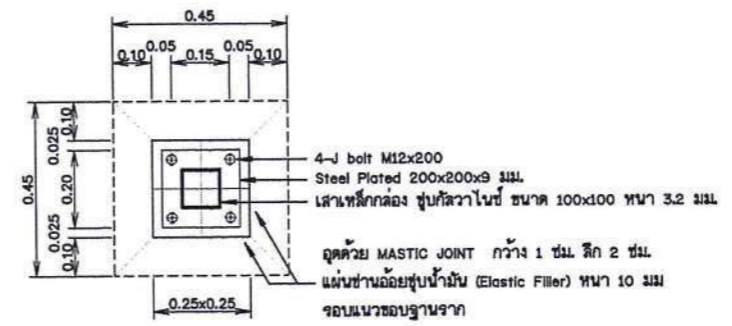 0.45
0.10 0.05 0.15 0.05 0.10
0.45
0.10
0.025
0.20
0.025
0.10
4-J bolt M12x200
Steel Plated 200x200x9 มม.
เสาเหล็กกล่อง ชุบกัลวาไนซ์ ขนาด 100x100 หนา 3.2 มม.
อุดด้วย MASTIC JOINT กว้าง 1 ซม. ลึก 2 ซม.
แผ่นชานอ้อยชุบน้ำมัน (Elastic Filler) หนา 10 มม
รอบแนวขอบฐานราก
0.25x0.25